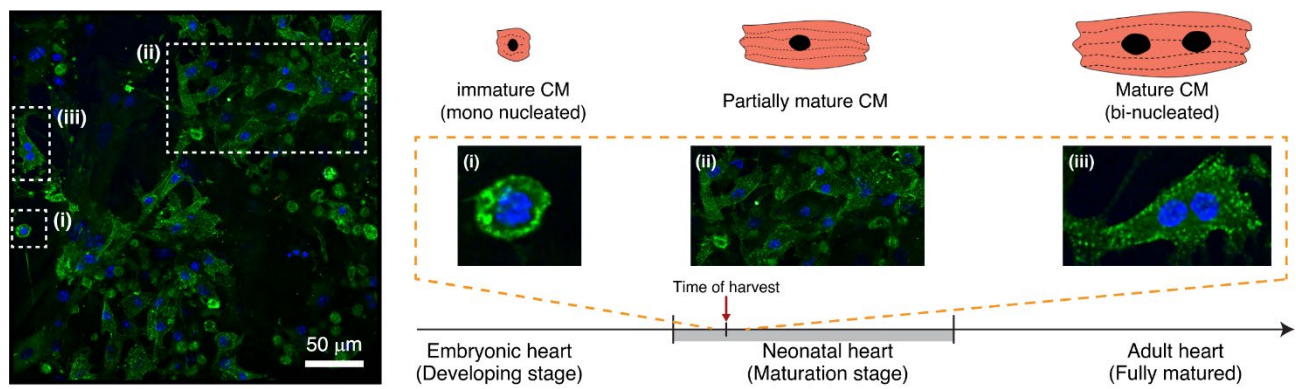 (ii)
(iii)
(i)
50 μm
immature CM
(mono nucleated)
Partially mature CM
Mature CM
(bi-nucleated)
(i)
(ii)
(iii)
Time of harvest
Embryonic heart
(Developing stage)
Neonatal heart
(Maturation stage)
Adult heart
(Fully matured)